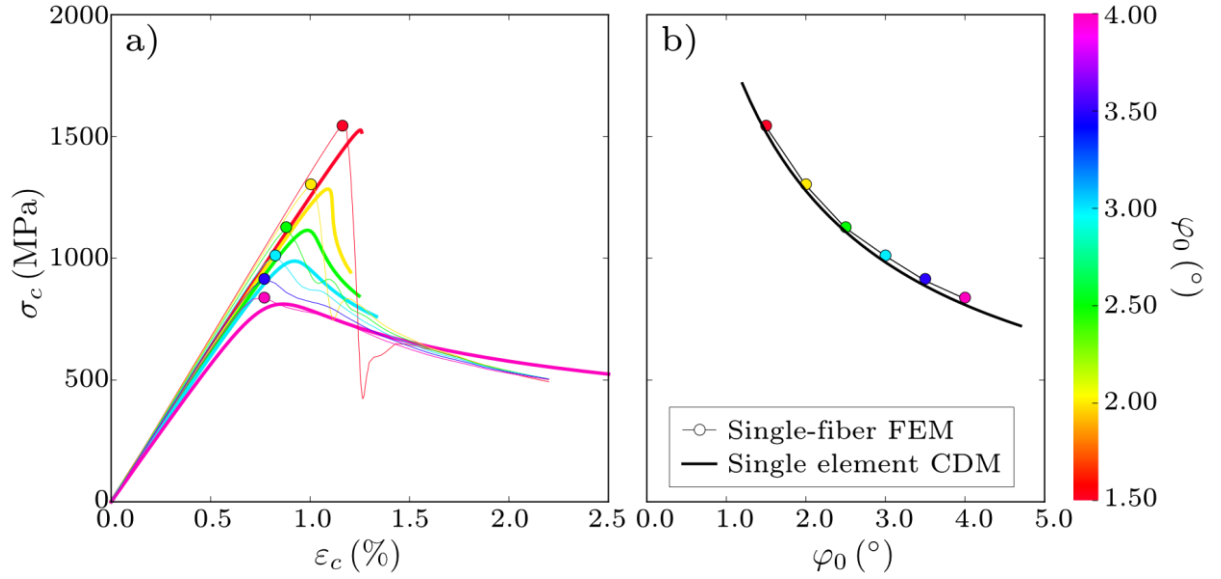 a)
2000
1500
1000
500
0
σc (MPa)
0.0 0.5 1.0 1.5 2.0 2.5
εc (%)
b)
Single-fiber FEM
Single element CDM
0.0 1.0 2.0 3.0 4.0 5.0
φ0 (°)
4.00
3.50
3.00
2.50
2.00
1.50
φ0 (°)